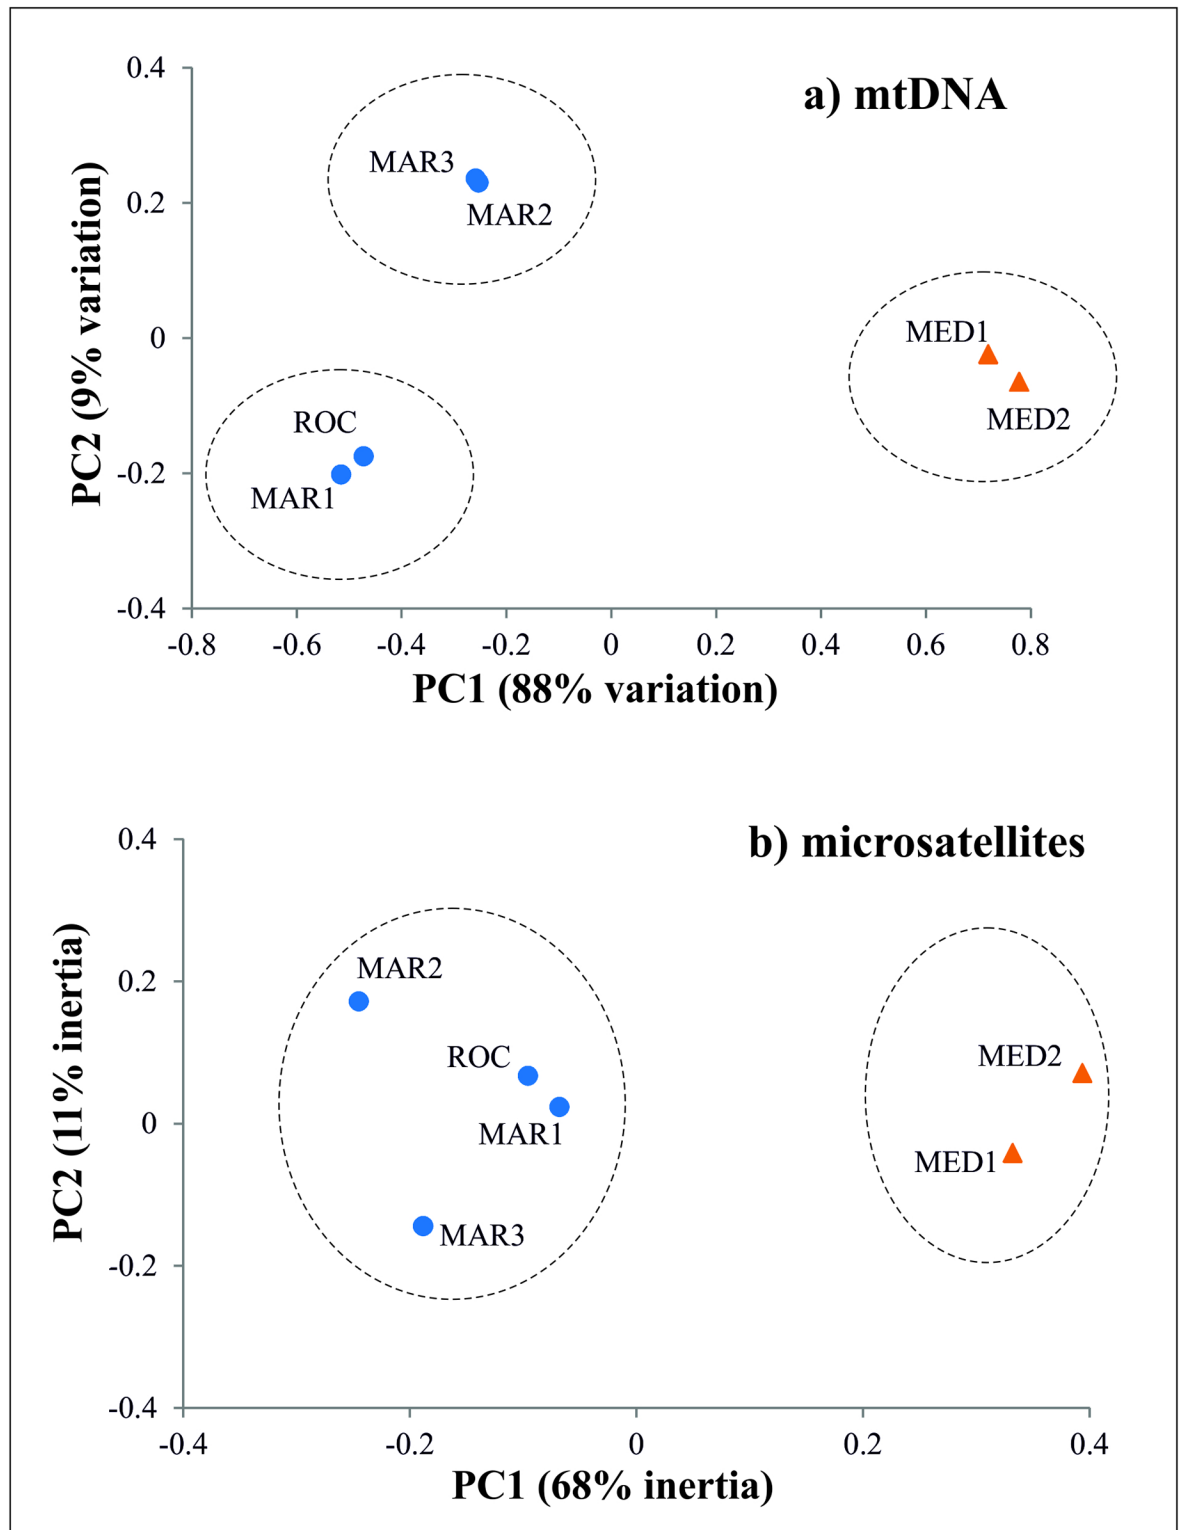 a) mtDNA
PC2 (9% variation)
0.4
0.2
0
-0.2
-0.4
MAR3
MAR2
MED1
MED2
ROC
MAR1
-0.8 -0.6 -0.4 -0.2 0 0.2 0.4 0.6 0.8
PC1 (88% variation)
b) microsatellites
PC2 (11% inertia)
0.4
0.2
0
-0.2
-0.4
MAR2
ROC
MED2
MAR1
MED1
MAR3
-0.4 -0.2 0 0.2 0.4
PC1 (68% inertia)